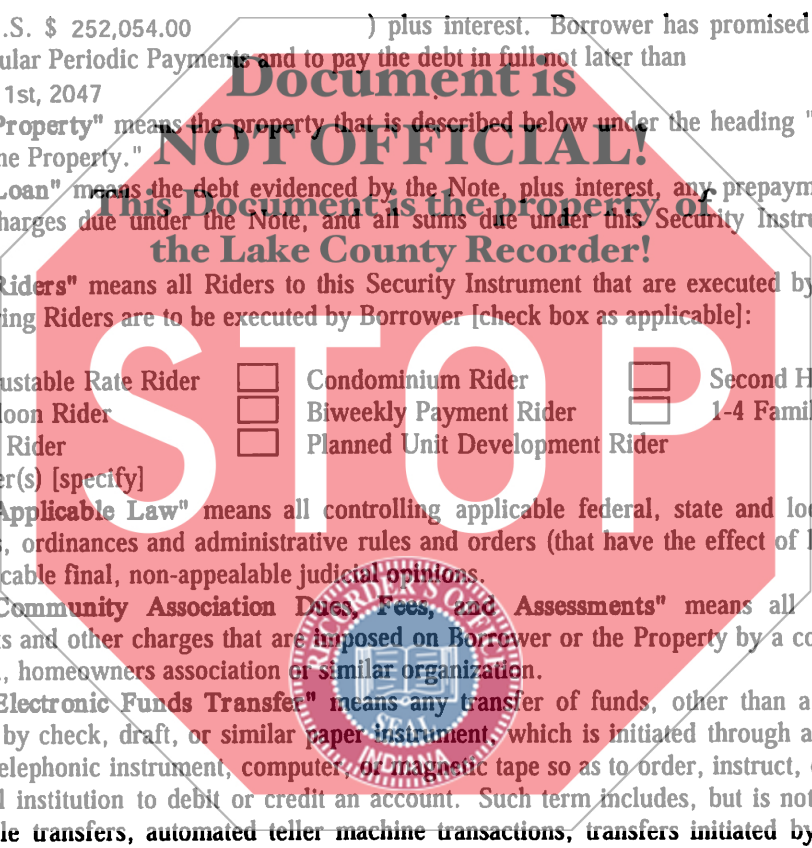 .S. $ 252,054.00 ) plus interest. Borrower has promised
ular Periodic Payments and to pay the debt in full not later than
Document is
1st, 2047
Property" means the property that is described below under the heading "
NOT OFFICIAL!
he Property."
Loan" means the debt evidenced by the Note, plus interest, any prepaym
This Document is the property of
harges due under the Note, and all sums due under this Security Instru
the Lake County Recorder!
Riders" means all Riders to this Security Instrument that are executed by
ing Riders are to be executed by Borrower [check box as applicable]:
STOP
ustable Rate Rider Condominium Rider Second H
loon Rider Biweekly Payment Rider 1-4 Famil
Rider Planned Unit Development Rider
er(s) [specify]
Applicable Law" means all controlling applicable federal, state and loc
, ordinances and administrative rules and orders (that have the effect of l
cable final, non-appealable judicial opinions.
Community Association Dues, Fees, and Assessments" means all
s and other charges that are imposed on Borrower or the Property by a co
, homeowners association or similar organization.
Electronic Funds Transfer" means any transfer of funds, other than a
by check, draft, or similar paper instrument, which is initiated through a
elephonic instrument, computer, or magnetic tape so as to order, instruct,
l institution to debit or credit an account. Such term includes, but is not
le transfers, automated teller machine transactions, transfers initiated by
RECORDER'S OFFICE
SEAL
INDIANA